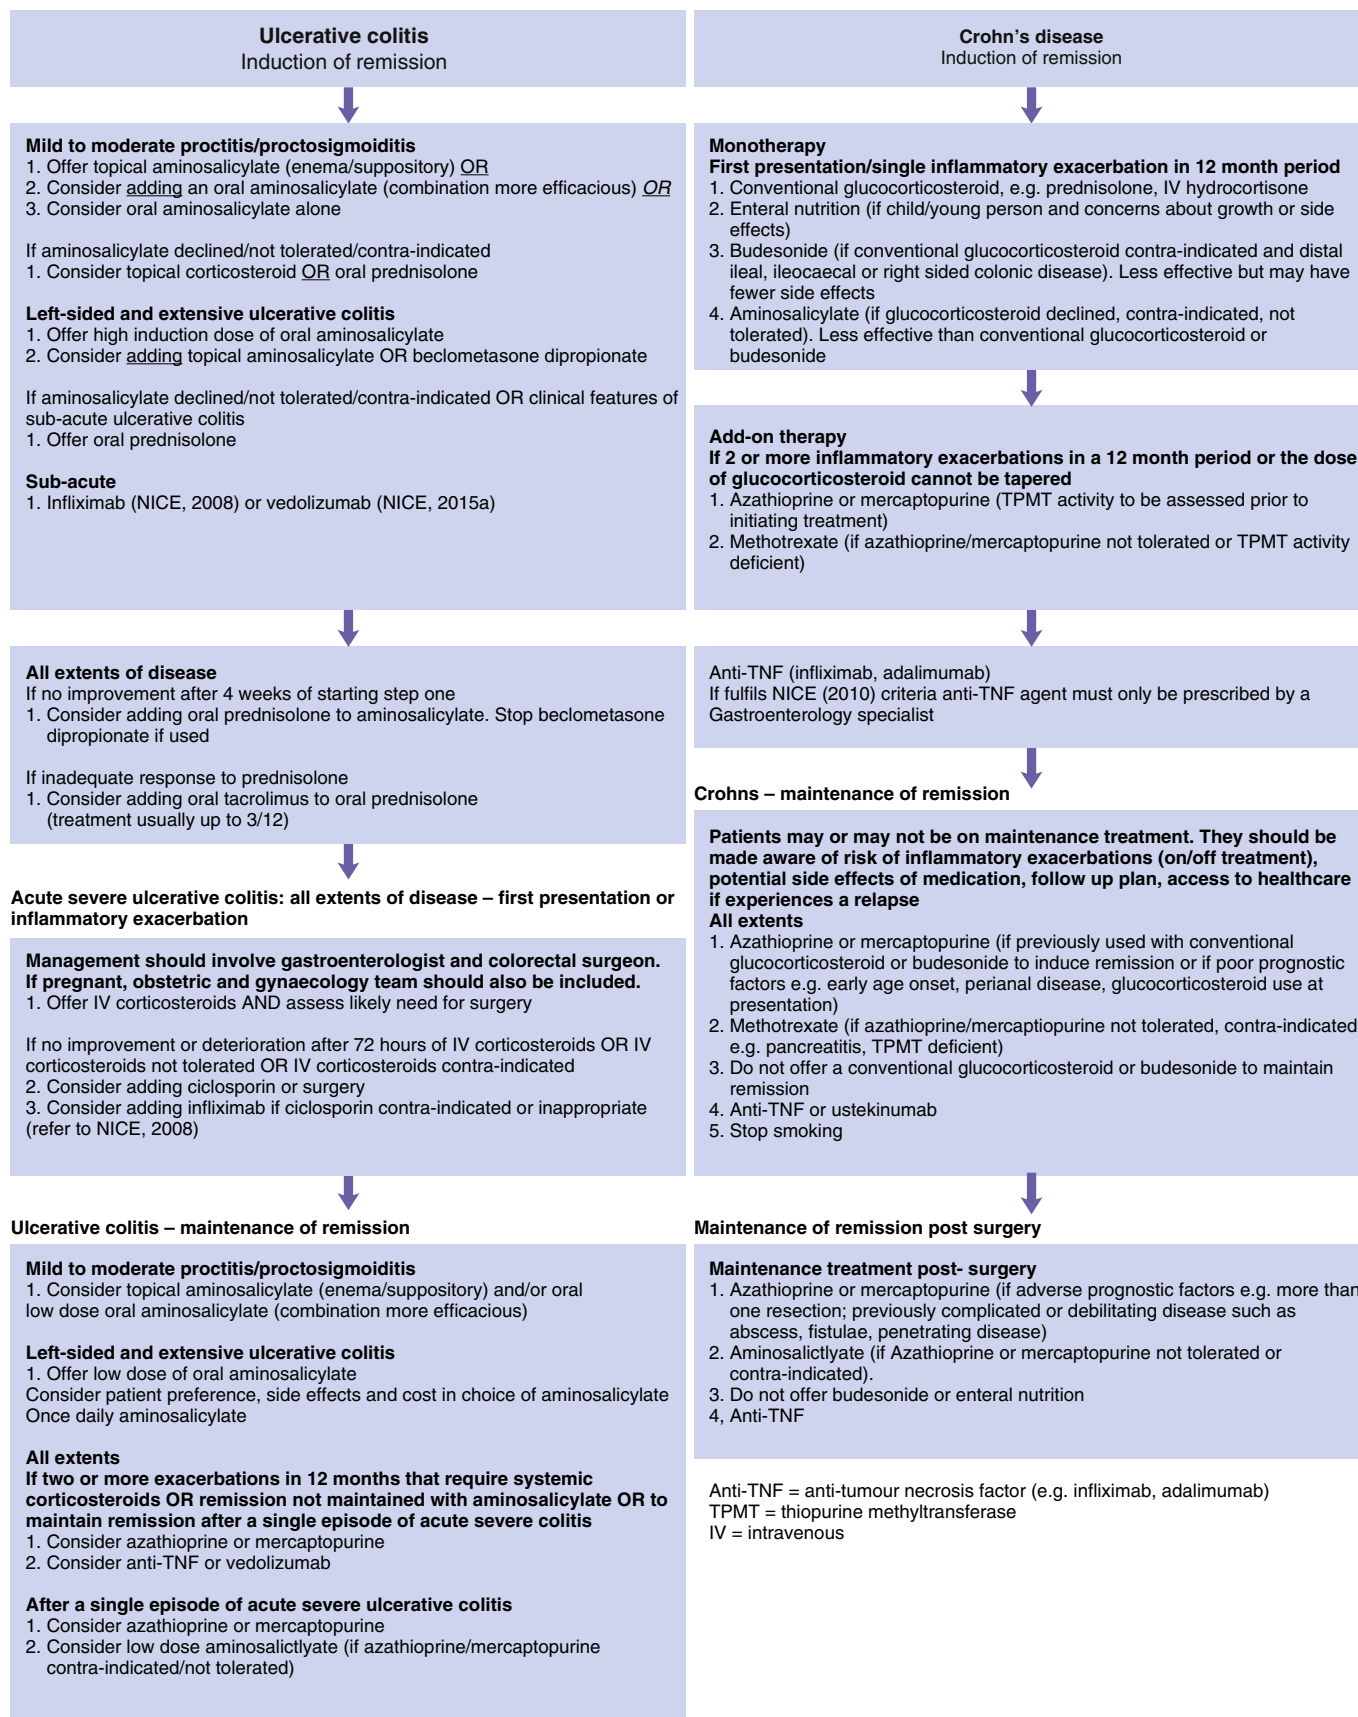 Ulcerative colitis
Induction of remission
Mild to moderate proctitis/proctosigmoiditis
1. Offer topical aminosalicylate (enema/suppository) OR
2. Consider adding an oral aminosalicylate (combination more efficacious) OR
3. Consider oral aminosalicylate alone
If aminosalicylate declined/not tolerated/contra-indicated
1. Consider topical corticosteroid OR oral prednisolone
Left-sided and extensive ulcerative colitis
1. Offer high induction dose of oral aminosalicylate
2. Consider adding topical aminosalicylate OR beclometasone dipropionate
If aminosalicylate declined/not tolerated/contra-indicated OR clinical features of
sub-acute ulcerative colitis
1. Offer oral prednisolone
Sub-acute
1. Infliximab (NICE, 2008) or vedolizumab (NICE, 2015a)
All extents of disease
If no improvement after 4 weeks of starting step one
1. Consider adding oral prednisolone to aminosalicylate. Stop beclometasone
dipropionate if used
If inadequate response to prednisolone
1. Consider adding oral tacrolimus to oral prednisolone
(treatment usually up to 3/12)
Acute severe ulcerative colitis: all extents of disease – first presentation or
inflammatory exacerbation
Management should involve gastroenterologist and colorectal surgeon.
If pregnant, obstetric and gynaecology team should also be included.
1. Offer IV corticosteroids AND assess likely need for surgery
If no improvement or deterioration after 72 hours of IV corticosteroids OR IV
corticosteroids not tolerated OR IV corticosteroids contra-indicated
2. Consider adding ciclosporin or surgery
3. Consider adding infliximab if ciclosporin contra-indicated or inappropriate
(refer to NICE, 2008)
Ulcerative colitis – maintenance of remission
Mild to moderate proctitis/proctosigmoiditis
1. Consider topical aminosalicylate (enema/suppository) and/or oral
low dose oral aminosalicylate (combination more efficacious)
Left-sided and extensive ulcerative colitis
1. Offer low dose of oral aminosalicylate
Consider patient preference, side effects and cost in choice of aminosalicylate
Once daily aminosalicylate
All extents
If two or more exacerbations in 12 months that require systemic
corticosteroids OR remission not maintained with aminosalicylate OR to
maintain remission after a single episode of acute severe colitis
1. Consider azathioprine or mercaptopurine
2. Consider anti-TNF or vedolizumab
After a single episode of acute severe ulcerative colitis
1. Consider azathioprine or mercaptopurine
2. Consider low dose aminosalictlyate (if azathioprine/mercaptopurine
contra-indicated/not tolerated)
Crohn's disease
Induction of remission
Monotherapy
First presentation/single inflammatory exacerbation in 12 month period
1. Conventional glucocorticosteroid, e.g. prednisolone, IV hydrocortisone
2. Enteral nutrition (if child/young person and concerns about growth or side
effects)
3. Budesonide (if conventional glucocorticosteroid contra-indicated and distal
ileal, ileocaecal or right sided colonic disease). Less effective but may have
fewer side effects
4. Aminosalicylate (if glucocorticosteroid declined, contra-indicated, not
tolerated). Less effective than conventional glucocorticosteroid or
budesonide
Add-on therapy
If 2 or more inflammatory exacerbations in a 12 month period or the dose
of glucocorticosteroid cannot be tapered
1. Azathioprine or mercaptopurine (TPMT activity to be assessed prior to
initiating treatment)
2. Methotrexate (if azathioprine/mercaptopurine not tolerated or TPMT activity
deficient)
Anti-TNF (infliximab, adalimumab)
If fulfils NICE (2010) criteria anti-TNF agent must only be prescribed by a
Gastroenterology specialist
Crohns – maintenance of remission
Patients may or may not be on maintenance treatment. They should be
made aware of risk of inflammatory exacerbations (on/off treatment),
potential side effects of medication, follow up plan, access to healthcare
if experiences a relapse
All extents
1. Azathioprine or mercaptopurine (if previously used with conventional
glucocorticosteroid or budesonide to induce remission or if poor prognostic
factors e.g. early age onset, perianal disease, glucocorticosteroid use at
presentation)
2. Methotrexate (if azathioprine/mercaptiopurine not tolerated, contra-indicated
e.g. pancreatitis, TPMT deficient)
3. Do not offer a conventional glucocorticosteroid or budesonide to maintain
remission
4. Anti-TNF or ustekinumab
5. Stop smoking
Maintenance of remission post surgery
Maintenance treatment post- surgery
1. Azathioprine or mercaptopurine (if adverse prognostic factors e.g. more than
one resection; previously complicated or debilitating disease such as
abscess, fistulae, penetrating disease)
2. Aminosalictlyate (if Azathioprine or mercaptopurine not tolerated or
contra-indicated).
3. Do not offer budesonide or enteral nutrition
4, Anti-TNF
Anti-TNF = anti-tumour necrosis factor (e.g. infliximab, adalimumab)
TPMT = thiopurine methyltransferase
IV = intravenous